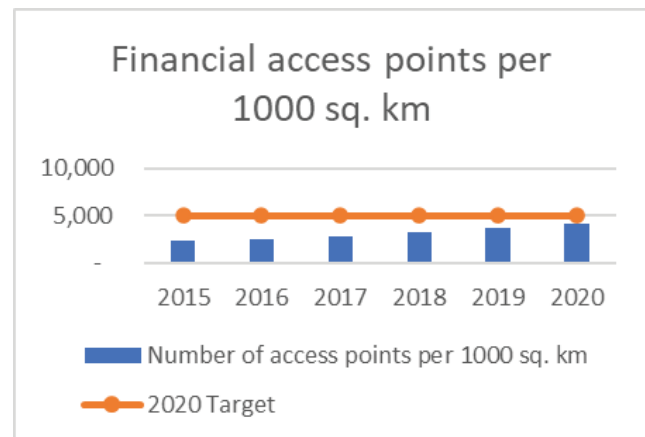 Financial access points per
1000 sq. km
10,000
5,000
-
2015 2016 2017 2018 2019 2020
Number of access points per 1000 sq. km
2020 Target